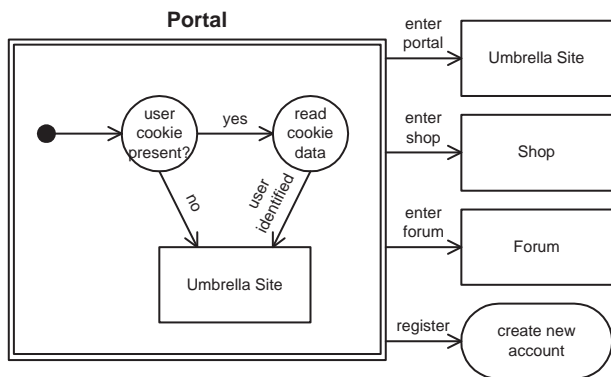 Portal
user
cookie
present?
yes
read
cookie
data
no
user
identified
Umbrella Site
enter
portal
Umbrella Site
enter
shop
Shop
enter
forum
Forum
register
create new
account